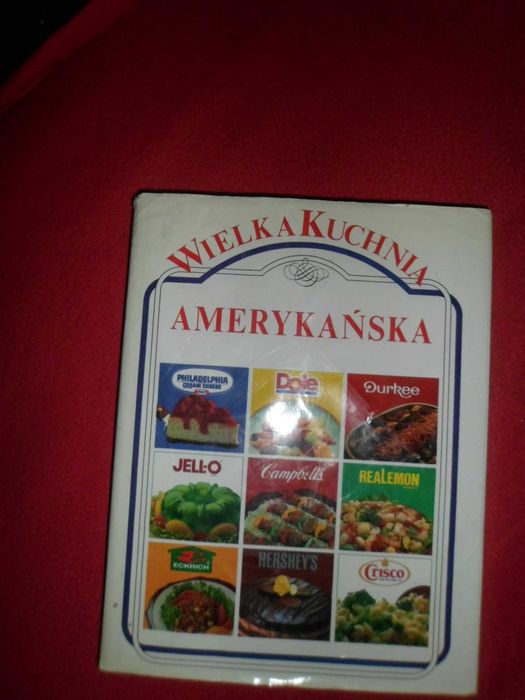 WIELKA KUCHNIA
AMERYKAŃSKA
PHILADELPHIA
CREAM CHEESE
Dole
Durkee
JELL-O
Campbell's
REALEMON
ECKRICH
HERSHEY'S
CRISCO